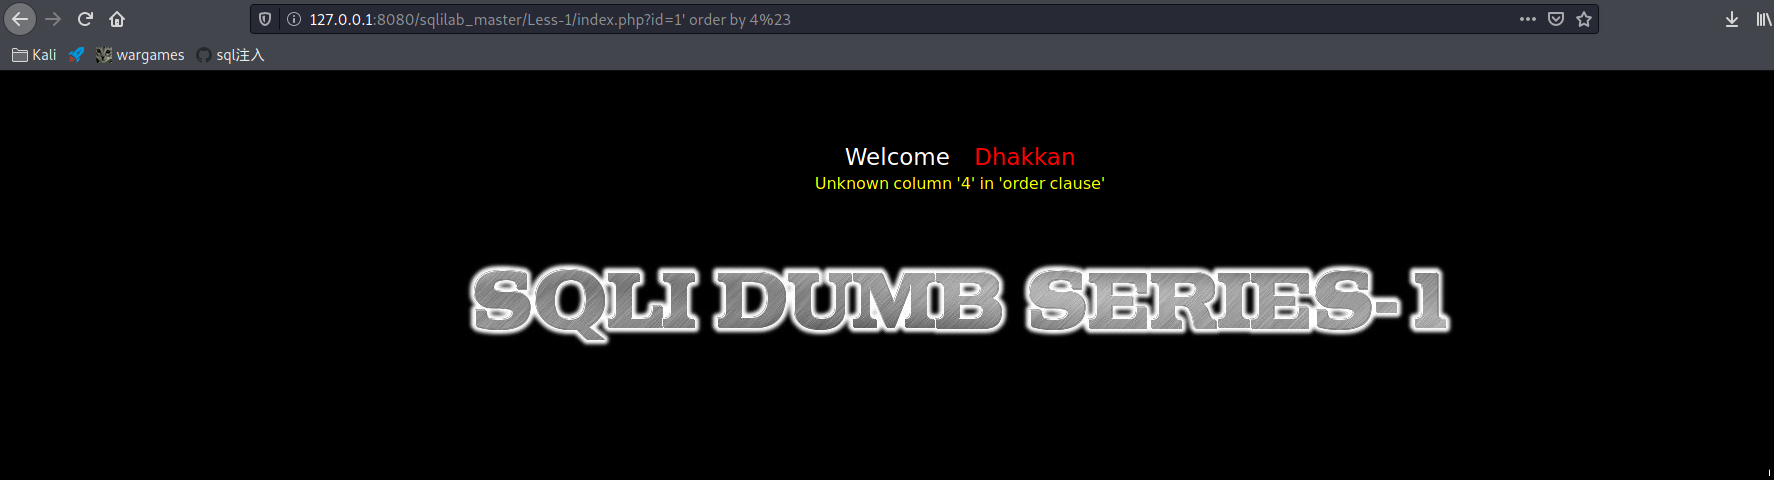 127.0.0.1:8080/sqlilab_master/Less-1/index.php?id=1' order by 4%23
Kali wargames sql注入
Welcome Dhakkan
Unknown column '4' in 'order clause'
SQLI DUMB SERIES-1